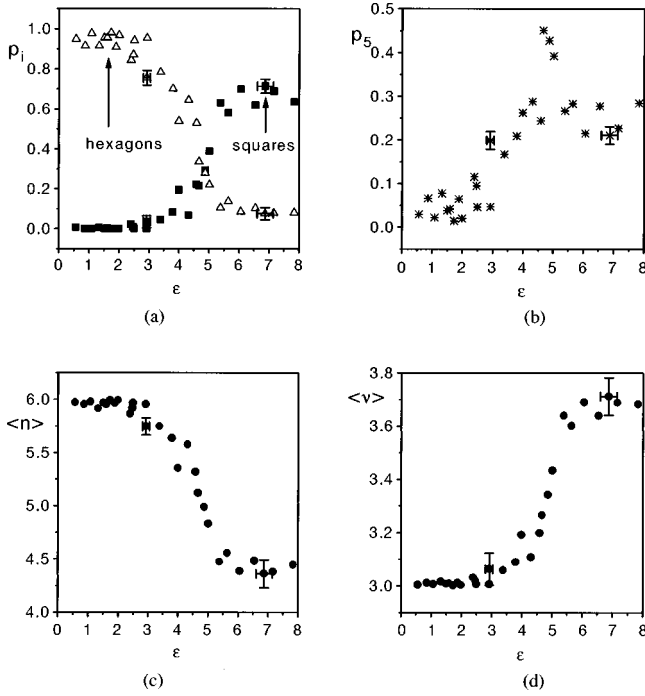 (a)
p_i
1.0
0.8
0.6
0.4
0.2
0.0
hexagons
squares
0 1 2 3 4 5 6 7 8
ε
(a)
p_5
0.5
0.4
0.3
0.2
0.1
0.0
0 1 2 3 4 5 6 7 8
ε
(b)
<n>
6.0
5.5
5.0
4.5
4.0
0 1 2 3 4 5 6 7 8
ε
(c)
<ν>
3.8
3.6
3.4
3.2
3.0
0 1 2 3 4 5 6 7 8
ε
(d)